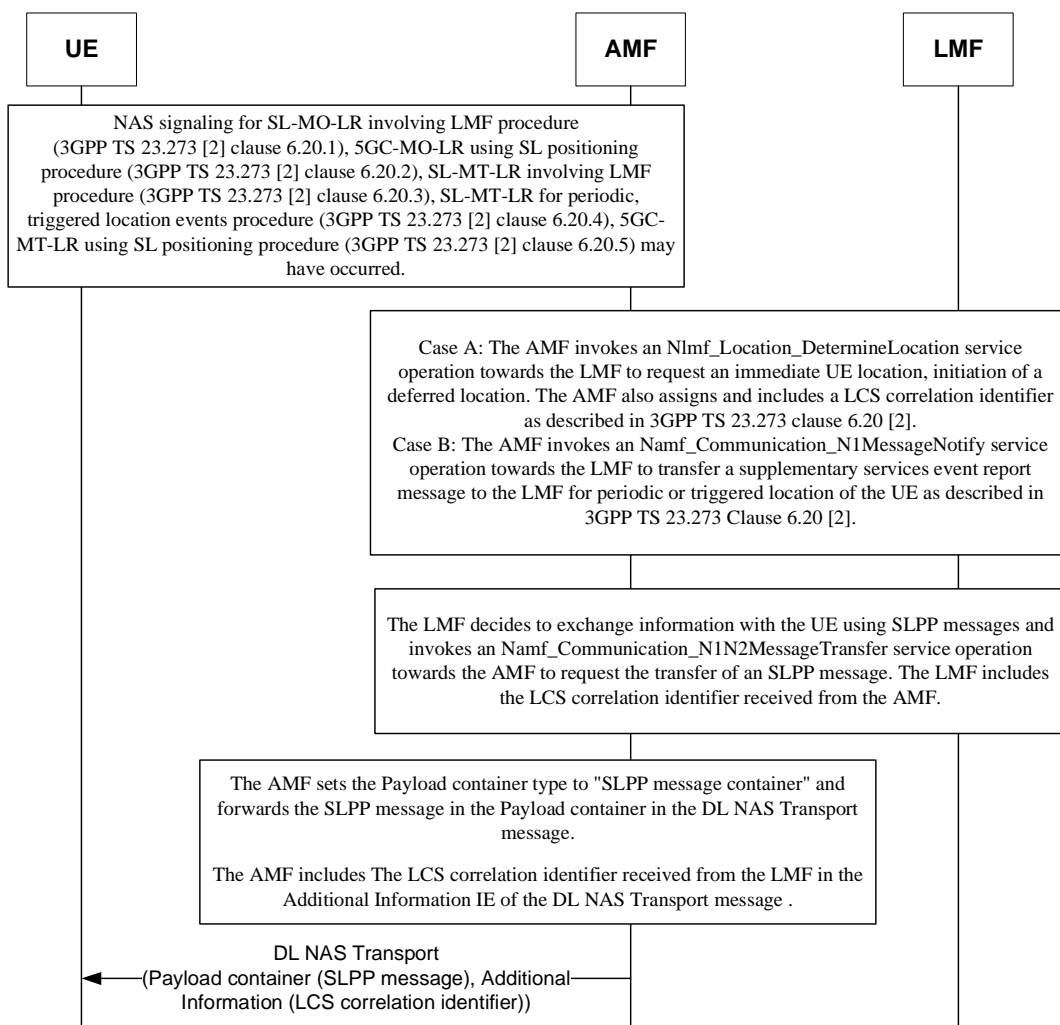 UE
AMF
LMF
NAS signaling for SL-MO-LR involving LMF procedure
(3GPP TS 23.273 [2] clause 6.20.1), 5GC-MO-LR using SL positioning
procedure (3GPP TS 23.273 [2] clause 6.20.2), SL-MT-LR involving LMF
procedure (3GPP TS 23.273 [2] clause 6.20.3), SL-MT-LR for periodic,
triggered location events procedure (3GPP TS 23.273 [2] clause 6.20.4), 5GC-
MT-LR using SL positioning procedure (3GPP TS 23.273 [2] clause 6.20.5) may
have occurred.
Case A: The AMF invokes an Nlmf_Location_DetermineLocation service
operation towards the LMF to request an immediate UE location, initiation of a
deferred location. The AMF also assigns and includes a LCS correlation identifier
as described in 3GPP TS 23.273 clause 6.20 [2].
Case B: The AMF invokes an Namf_Communication_N1MessageNotify service
operation towards the LMF to transfer a supplementary services event report
message to the LMF for periodic or triggered location of the UE as described in
3GPP TS 23.273 Clause 6.20 [2].
The LMF decides to exchange information with the UE using SLPP messages and
invokes an Namf_Communication_N1N2MessageTransfer service operation
towards the AMF to request the transfer of an SLPP message. The LMF includes
the LCS correlation identifier received from the AMF.
The AMF sets the Payload container type to "SLPP message container" and
forwards the SLPP message in the Payload container in the DL NAS Transport
message.
The AMF includes The LCS correlation identifier received from the LMF in the
Additional Information IE of the DL NAS Transport message .
DL NAS Transport
(Payload container (SLPP message), Additional
Information (LCS correlation identifier))